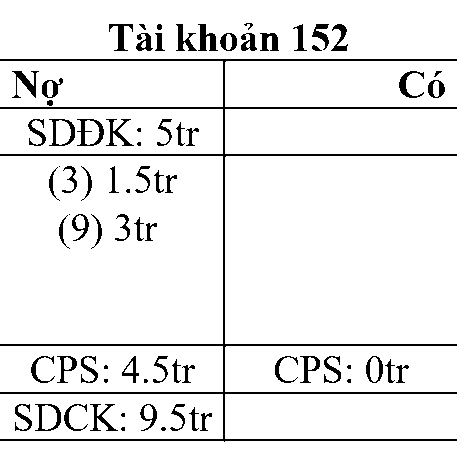 Tài khoản 152
Nợ Có
SDĐK: 5tr
(3) 1.5tr
(9) 3tr
CPS: 4.5tr CPS: 0tr
SDCK: 9.5tr